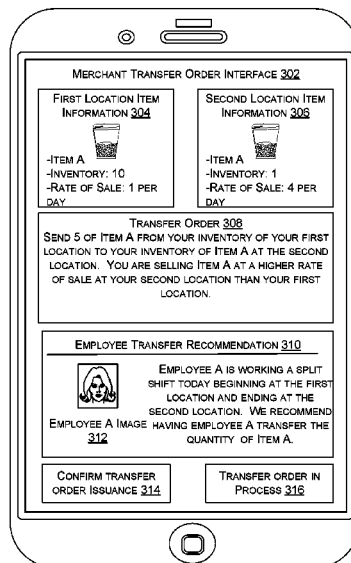 MERCHANT TRANSFER ORDER INTERFACE 302
FIRST LOCATION ITEM
INFORMATION 304
-ITEM A
-INVENTORY: 10
-RATE OF SALE: 1 PER
DAY
SECOND LOCATION ITEM
INFORMATION 306
-ITEM A
-INVENTORY: 1
-RATE OF SALE: 4 PER
DAY
TRANSFER ORDER 308
SEND 5 OF ITEM A FROM YOUR INVENTORY OF YOUR FIRST
LOCATION TO YOUR INVENTORY OF ITEM A AT THE SECOND
LOCATION. YOU ARE SELLING ITEM A AT A HIGHER RATE
OF SALE AT YOUR SECOND LOCATION THAN YOUR FIRST
LOCATION.
EMPLOYEE TRANSFER RECOMMENDATION 310
EMPLOYEE A IMAGE
312
EMPLOYEE A IS WORKING A SPLIT
SHIFT TODAY BEGINNING AT THE FIRST
LOCATION AND ENDING AT THE
SECOND LOCATION. WE RECOMMEND
HAVING EMPLOYEE A TRANSFER THE
QUANTITY OF ITEM A.
CONFIRM TRANSFER
ORDER ISSUANCE 314
TRANSFER ORDER IN
PROCESS 316